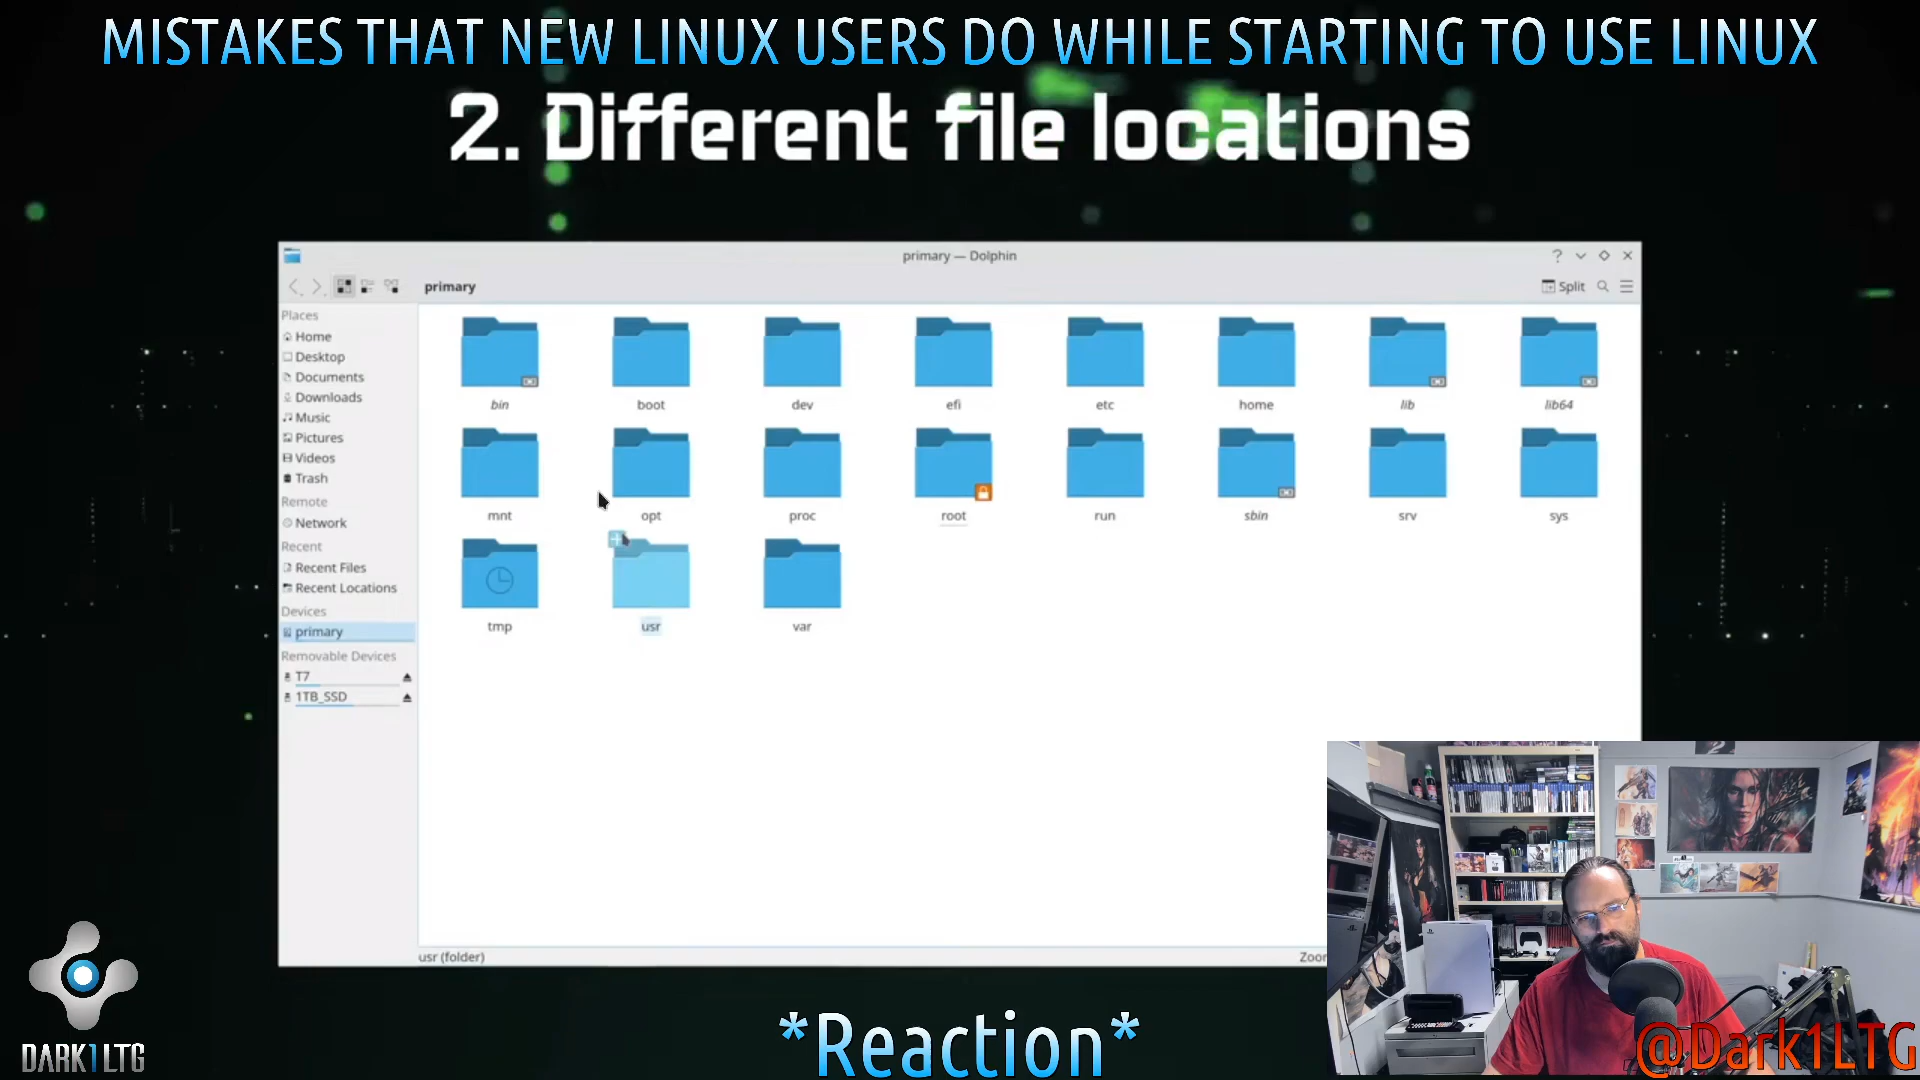 MISTAKES THAT NEW LINUX USERS DO WHILE STARTING TO USE LINUX
2. Different file locations
primary — Dolphin
primary
Split
Places
Home
Desktop
Documents
Downloads
Music
Pictures
Videos
Trash
Remote
Network
Recent
Recent Files
Recent Locations
Devices
primary
Removable Devices
T7
1TB_SSD
bin boot dev efi etc home lib lib64
mnt opt proc root run sbin srv sys
tmp usr var
usr (folder)
Zoom
DARK1LTG
*Reaction*
@Dark1LTG